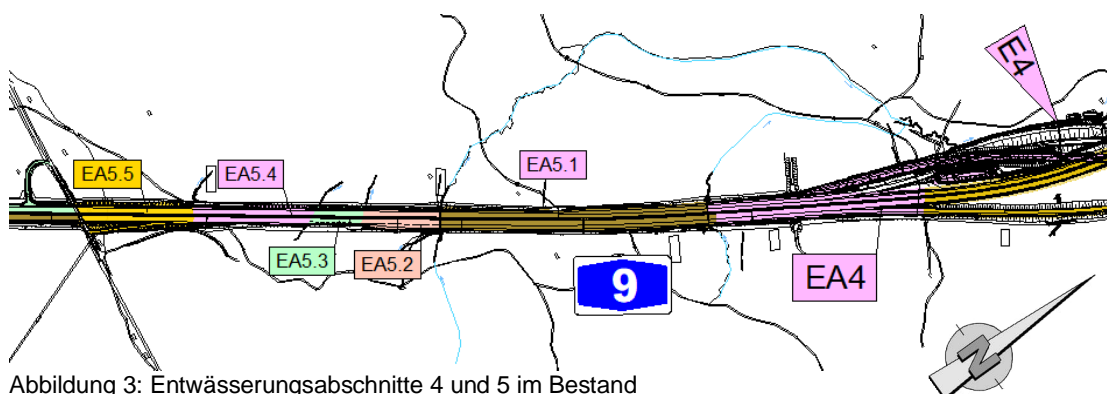 E4
EA5.5
EA5.4
EA5.1
EA5.3
EA5.2
9
EA4
N
Abbildung 3: Entwässerungsabschnitte 4 und 5 im Bestand